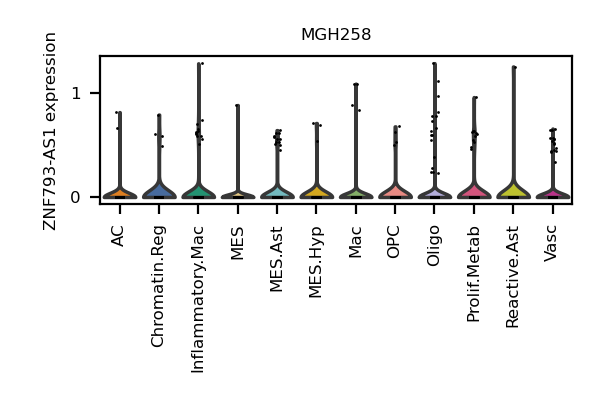 MGH258
ZNF793-AS1 expression
1
0
AC
Chromatin.Reg
Inflammatory.Mac
MES
MES.Ast
MES.Hyp
Mac
OPC
Oligo
Prolif.Metab
Reactive.Ast
Vasc